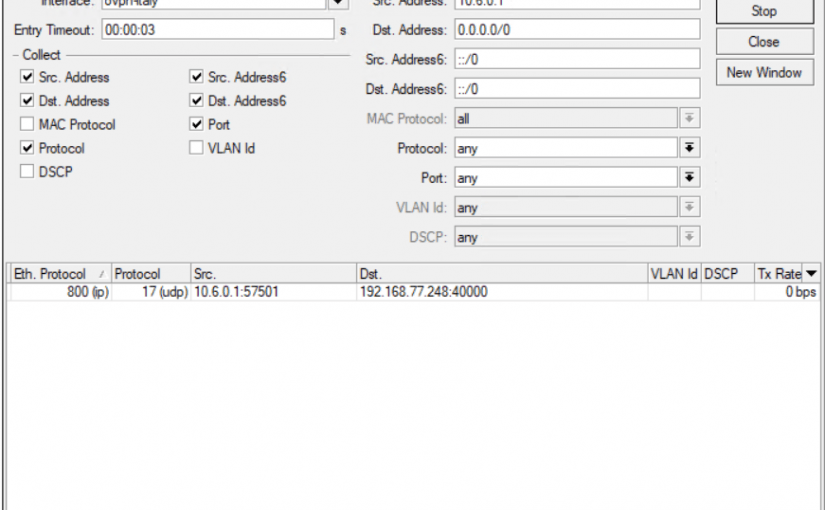 Interface: ovpn-italy Src. Address: 10.6.0.1 Stop
Entry Timeout: 00:00:03 s Dst. Address: 0.0.0.0/0 Close
Collect Src. Address6: ::/0 New Window
Src. Address Src. Address6 Dst. Address6: ::/0
Dst. Address Dst. Address6
MAC Protocol Port MAC Protocol: all
Protocol VLAN Id Protocol: any
DSCP Port: any
VLAN Id: any
DSCP: any
Eth. Protocol Protocol Src. Dst. VLAN Id DSCP Tx Rate
800 (ip) 17 (udp) 10.6.0.1:57501 192.168.77.248:40000 0 bps